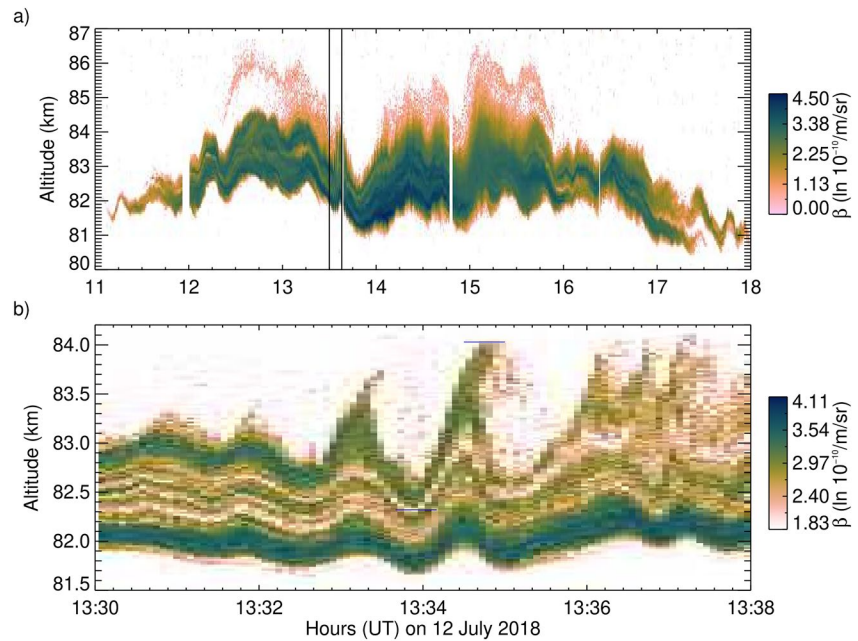 a)
87
86
85
84
83
82
81
80
Altitude (km)
11 12 13 14 15 16 17 18
4.50
3.38
2.25
1.13
0.00
β (ln 10⁻¹⁰/m/sr)
b)
84.0
83.5
83.0
82.5
82.0
81.5
Altitude (km)
13:30 13:32 13:34 13:36 13:38
Hours (UT) on 12 July 2018
4.11
3.54
2.97
2.40
1.83
β (ln 10⁻¹⁰/m/sr)